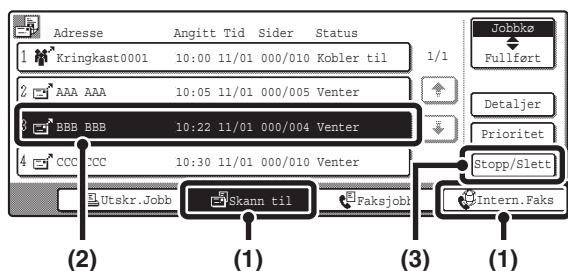 Adresse Angitt Tid Sider Status
Jobbkø
Fullført
1 Kringkast0001 10:00 11/01 000/010 Kobler til
1/1
2 AAA AAA 10:05 11/01 000/005 Venter
Detaljer
3 BBB BBB 10:22 11/01 000/004 Venter
Prioritet
4 CCC CCC 10:30 11/01 000/010 Venter
Stopp/Slett
Utskr.Jobb Skann til Faksjobb Intern.Faks
(2) (1) (3) (1)